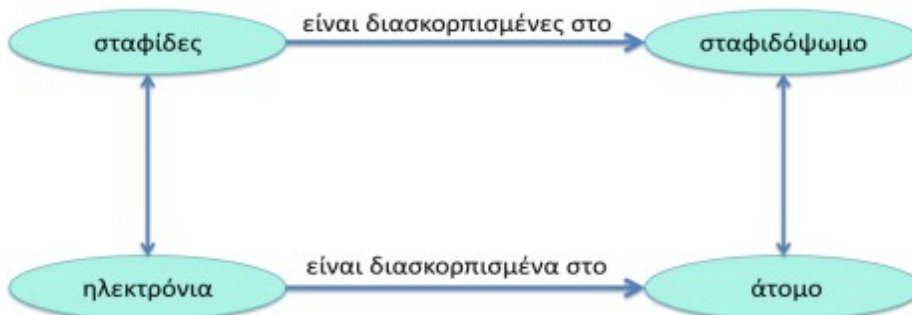 είναι διασκορπισμένες στο
σταφίδες
σταφιδόψωμο
είναι διασκορπισμένα στο
ηλεκτρόνια
άτομο